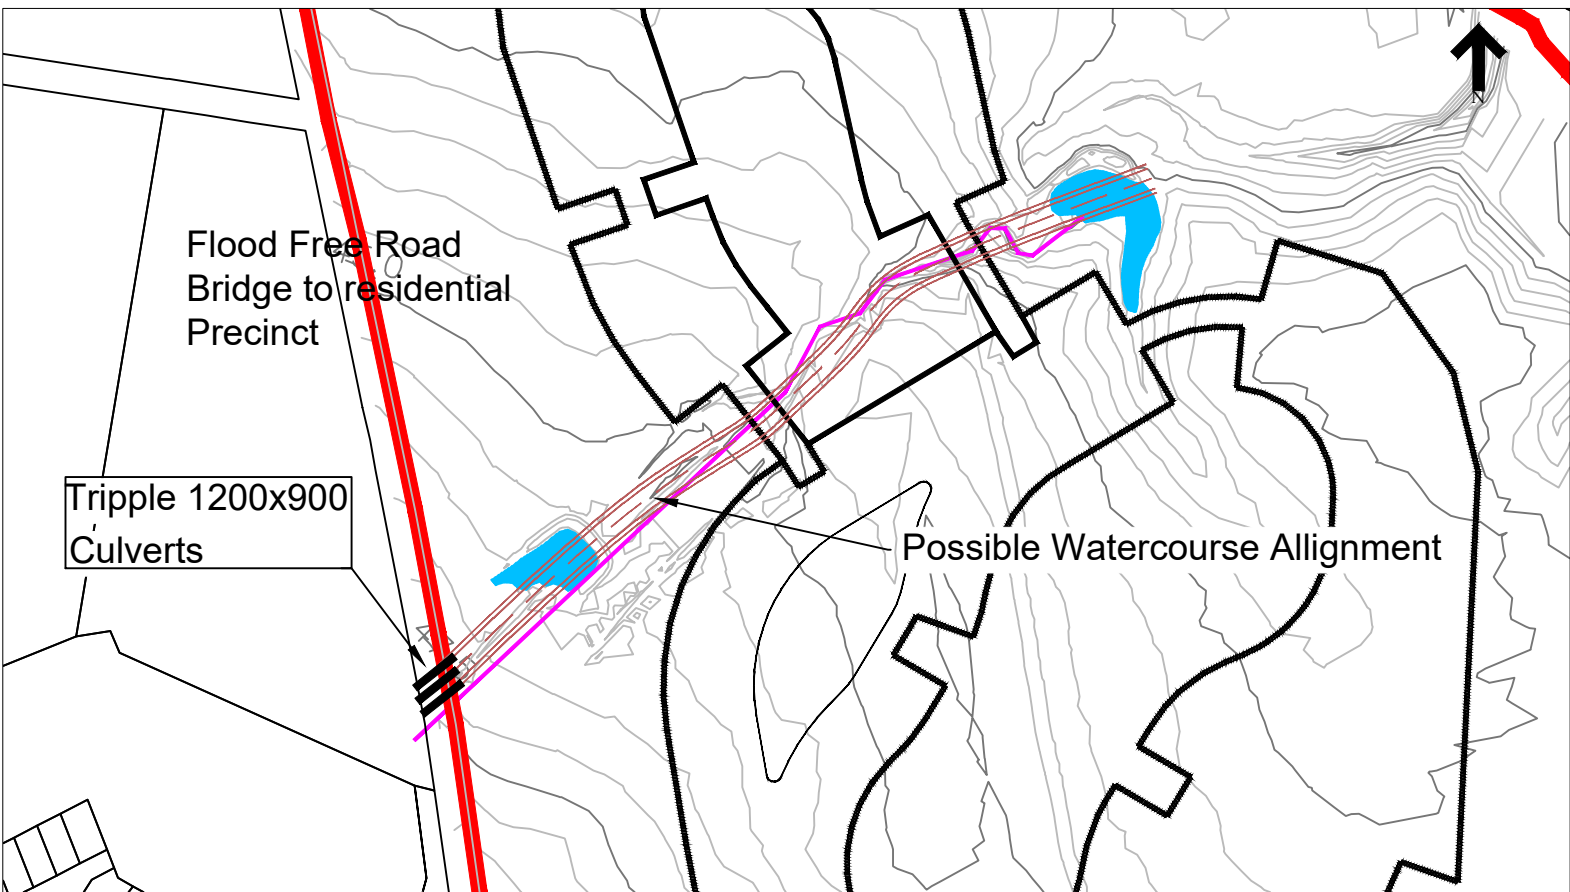 Flood Free Road
Bridge to residential
Precinct
Tripple 1200x900
Culverts
Possible Watercourse Allignment
N